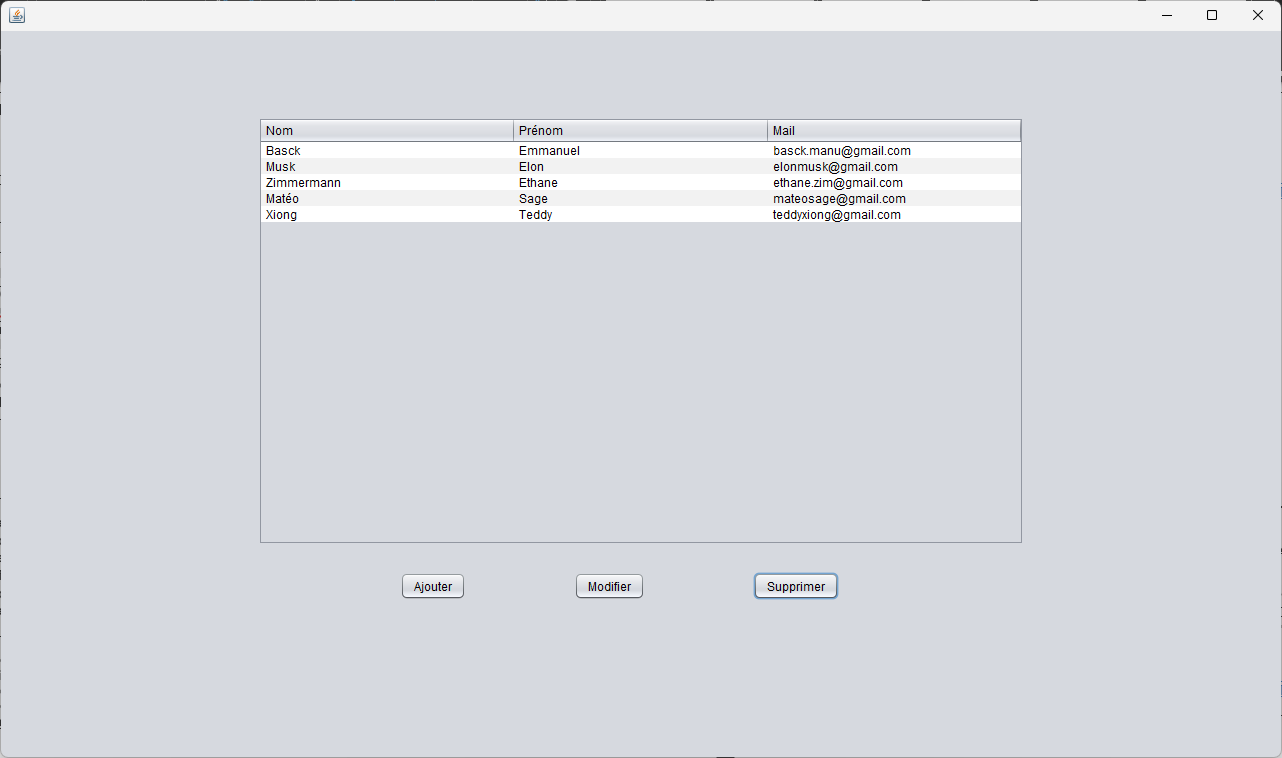 Nom Prénom Mail
Basck Emmanuel basck.manu@gmail.com
Musk Elon elonmusk@gmail.com
Zimmermann Ethane ethane.zim@gmail.com
Matéo Sage mateosage@gmail.com
Xiong Teddy teddyxiong@gmail.com
Ajouter Modifier Supprimer